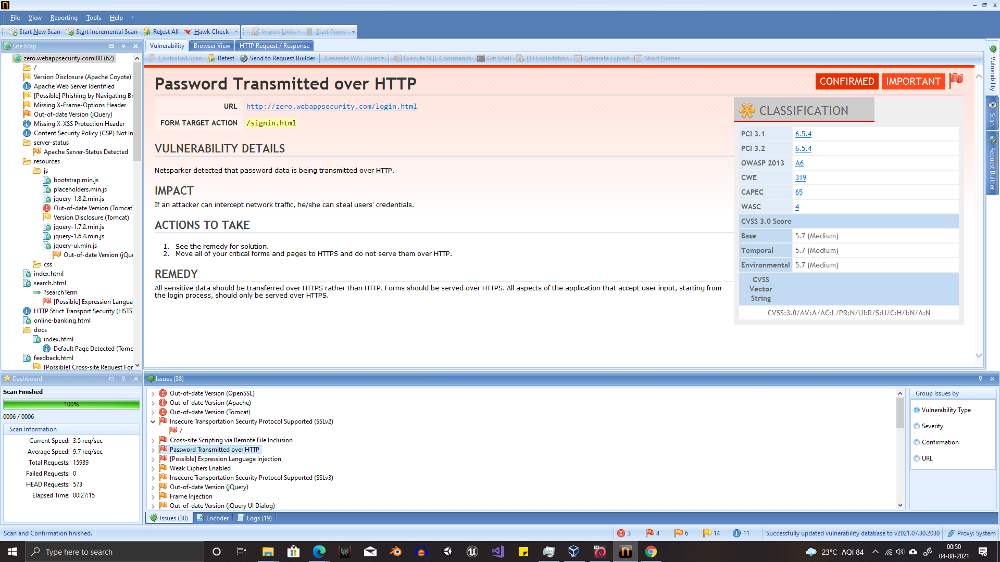 File View Reporting Tools Help
Start New Scan Start Incremental Scan Retest All Hawk Check Import Links Start Proxy
Site Map
zero.webappsecurity.com:80 (62)
/
Version Disclosure (Apache Coyote)
Apache Web Server Identified
[Possible] Phishing by Navigating Br
Missing X-Frame-Options Header
Out-of-date Version (jQuery)
Missing X-XSS Protection Header
Content Security Policy (CSP) Not In
server-status
Apache Server-Status Detected
resources
js
bootstrap.min.js
placeholders.min.js
jquery-1.8.2.min.js
Out-of-date Version (Tomcat
Version Disclosure (Tomcat)
jquery-1.7.2.min.js
jquery-1.6.4.min.js
jquery-ui.min.js
Out-of-date Version (jQue
css
index.html
search.html
?searchTerm
[Possible] Expression Langua
HTTP Strict Transport Security (HSTS
online-banking.html
docs
index.html
Default Page Detected (Tomc
feedback.html
[Possible] Cross-site Request For
Vulnerability Browser View HTTP Request / Response
Controlled Scan Retest Send to Request Builder Generate WAF Rules Execute SQL Commands Get Shell LFI Exploitation Generate Exploit Short Names
Password Transmitted over HTTP
CONFIRMED IMPORTANT
URL http://zero.webappsecurity.com/login.html
FORM TARGET ACTION /signin.html
VULNERABILITY DETAILS
Netsparker detected that password data is being transmitted over HTTP.
IMPACT
If an attacker can intercept network traffic, he/she can steal users' credentials.
ACTIONS TO TAKE
1. See the remedy for solution.
2. Move all of your critical forms and pages to HTTPS and do not serve them over HTTP.
REMEDY
All sensitive data should be transferred over HTTPS rather than HTTP. Forms should be served over HTTPS. All aspects of the application that accept user input, starting from
the login process, should only be served over HTTPS.
CLASSIFICATION
PCI 3.1 6.5.4
PCI 3.2 6.5.4
OWASP 2013 A6
CWE 319
CAPEC 65
WASC 4
CVSS 3.0 Score
Base 5.7 (Medium)
Temporal 5.7 (Medium)
Environmental 5.7 (Medium)
CVSS
Vector
String
CVSS:3.0/AV:A/AC:L/PR:N/UI:R/S:U/C:H/I:N/A:N
Vulnerability
Scan
Request Builder
Dashboard
Scan Finished
100%
0006 / 0006
Scan Information
Current Speed: 3.5 req/sec
Average Speed: 9.7 req/sec
Total Requests: 15939
Failed Requests: 0
HEAD Requests: 573
Elapsed Time: 00:27:15
Issues (38)
Out-of-date Version (OpenSSL)
Out-of-date Version (Apache)
Out-of-date Version (Tomcat)
Insecure Transportation Security Protocol Supported (SSLv2)
/
Cross-site Scripting via Remote File Inclusion
Password Transmitted over HTTP
[Possible] Expression Language Injection
Weak Ciphers Enabled
Insecure Transportation Security Protocol Supported (SSLv3)
Out-of-date Version (jQuery)
Frame Injection
Out-of-date Version (jQuery UI Dialog)
Group Issues by
Vulnerability Type
Severity
Confirmation
URL
Issues (38) Encoder Logs (19)
Scan and Confirmation finished.
3 4 6 14 11 Successfully updated vulnerability database to v2021.07.30.2030 Proxy: System
Type here to search
23°C AQI 84
00:50
04-08-2021